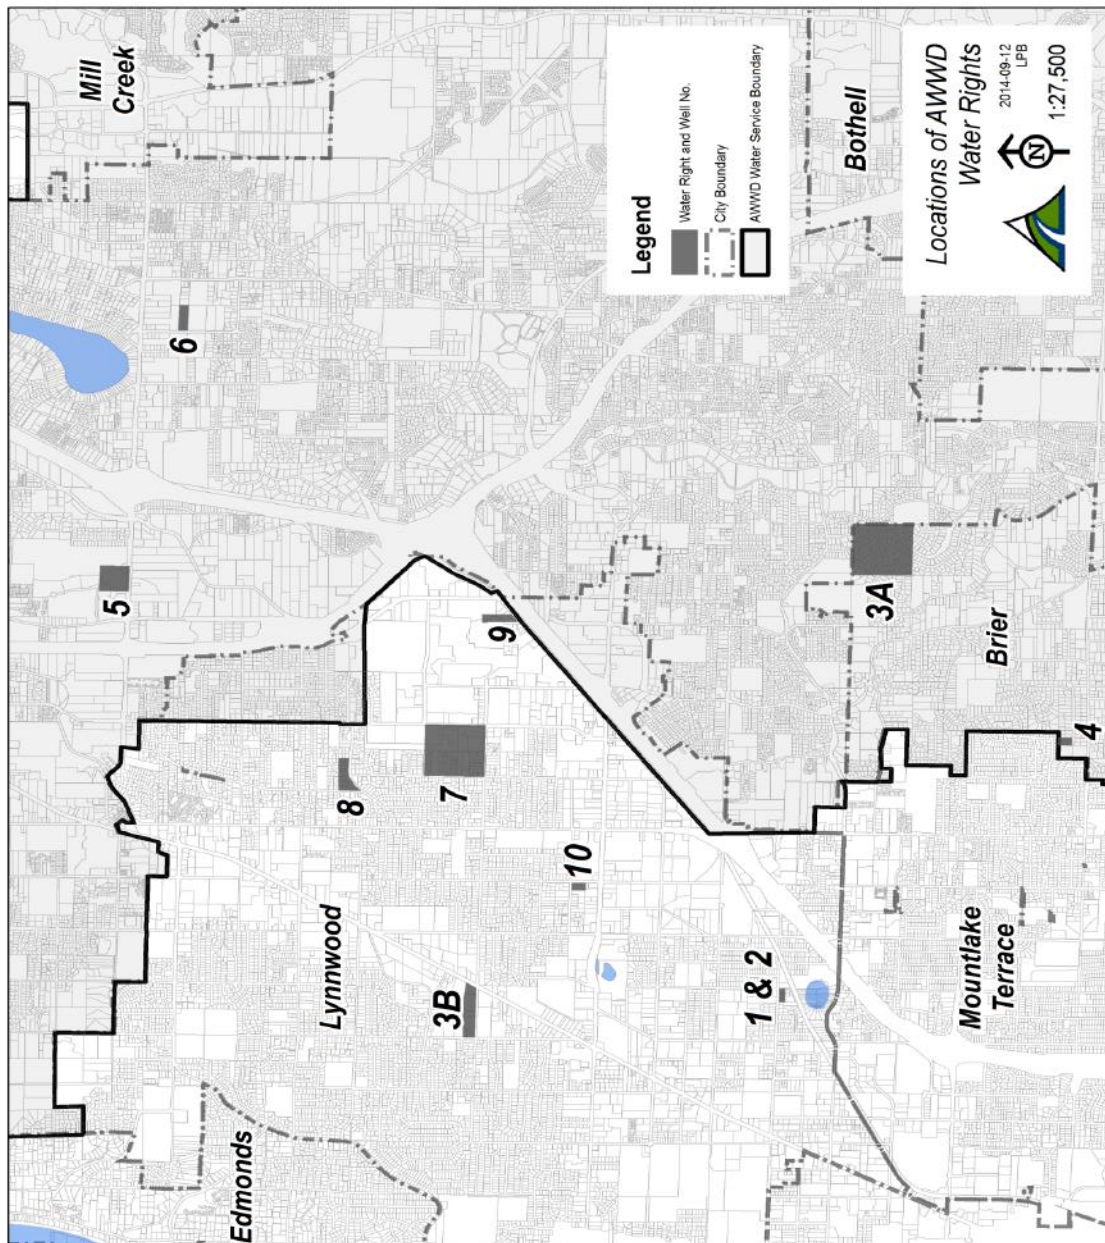 Mill
Creek
6
5
Legend
Water Right and Well No.
City Boundary
AWWD Water Service Boundary
Bothell
Locations of AWWD
Water Rights
2014-09-12
LPB
N
1:27,500
9
8
7
3A
Brier
4
10
Lynnwood
3B
1 & 2
Mountlake
Terrace
Edmonds